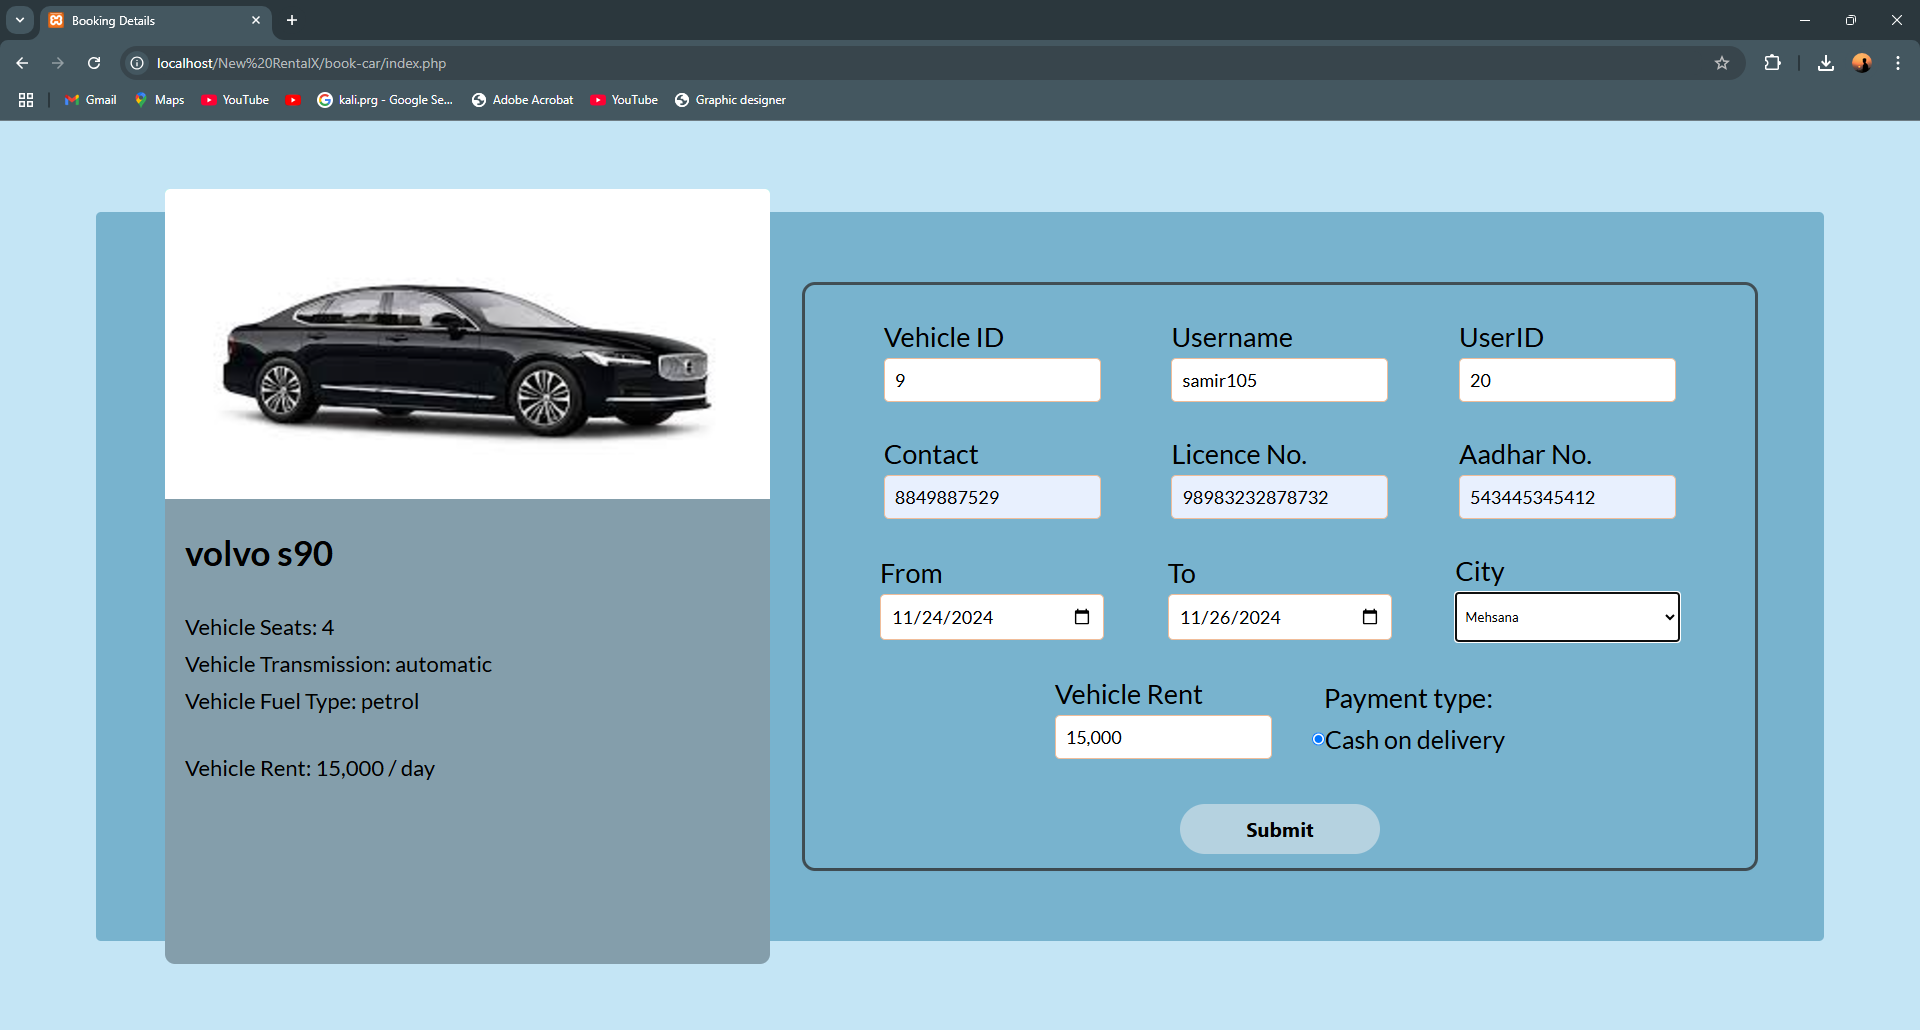 Booking Details
localhost/New%20RentalX/book-car/index.php
Gmail Maps YouTube kali.prg - Google Se... Adobe Acrobat YouTube Graphic designer
volvo s90
Vehicle Seats: 4
Vehicle Transmission: automatic
Vehicle Fuel Type: petrol
Vehicle Rent: 15,000 / day
Vehicle ID Username UserID
9 samir105 20
Contact Licence No. Aadhar No.
8849887529 98983232878732 543445345412
From To City
11/24/2024 11/26/2024 Mehsana
Vehicle Rent Payment type:
15,000 Cash on delivery
Submit